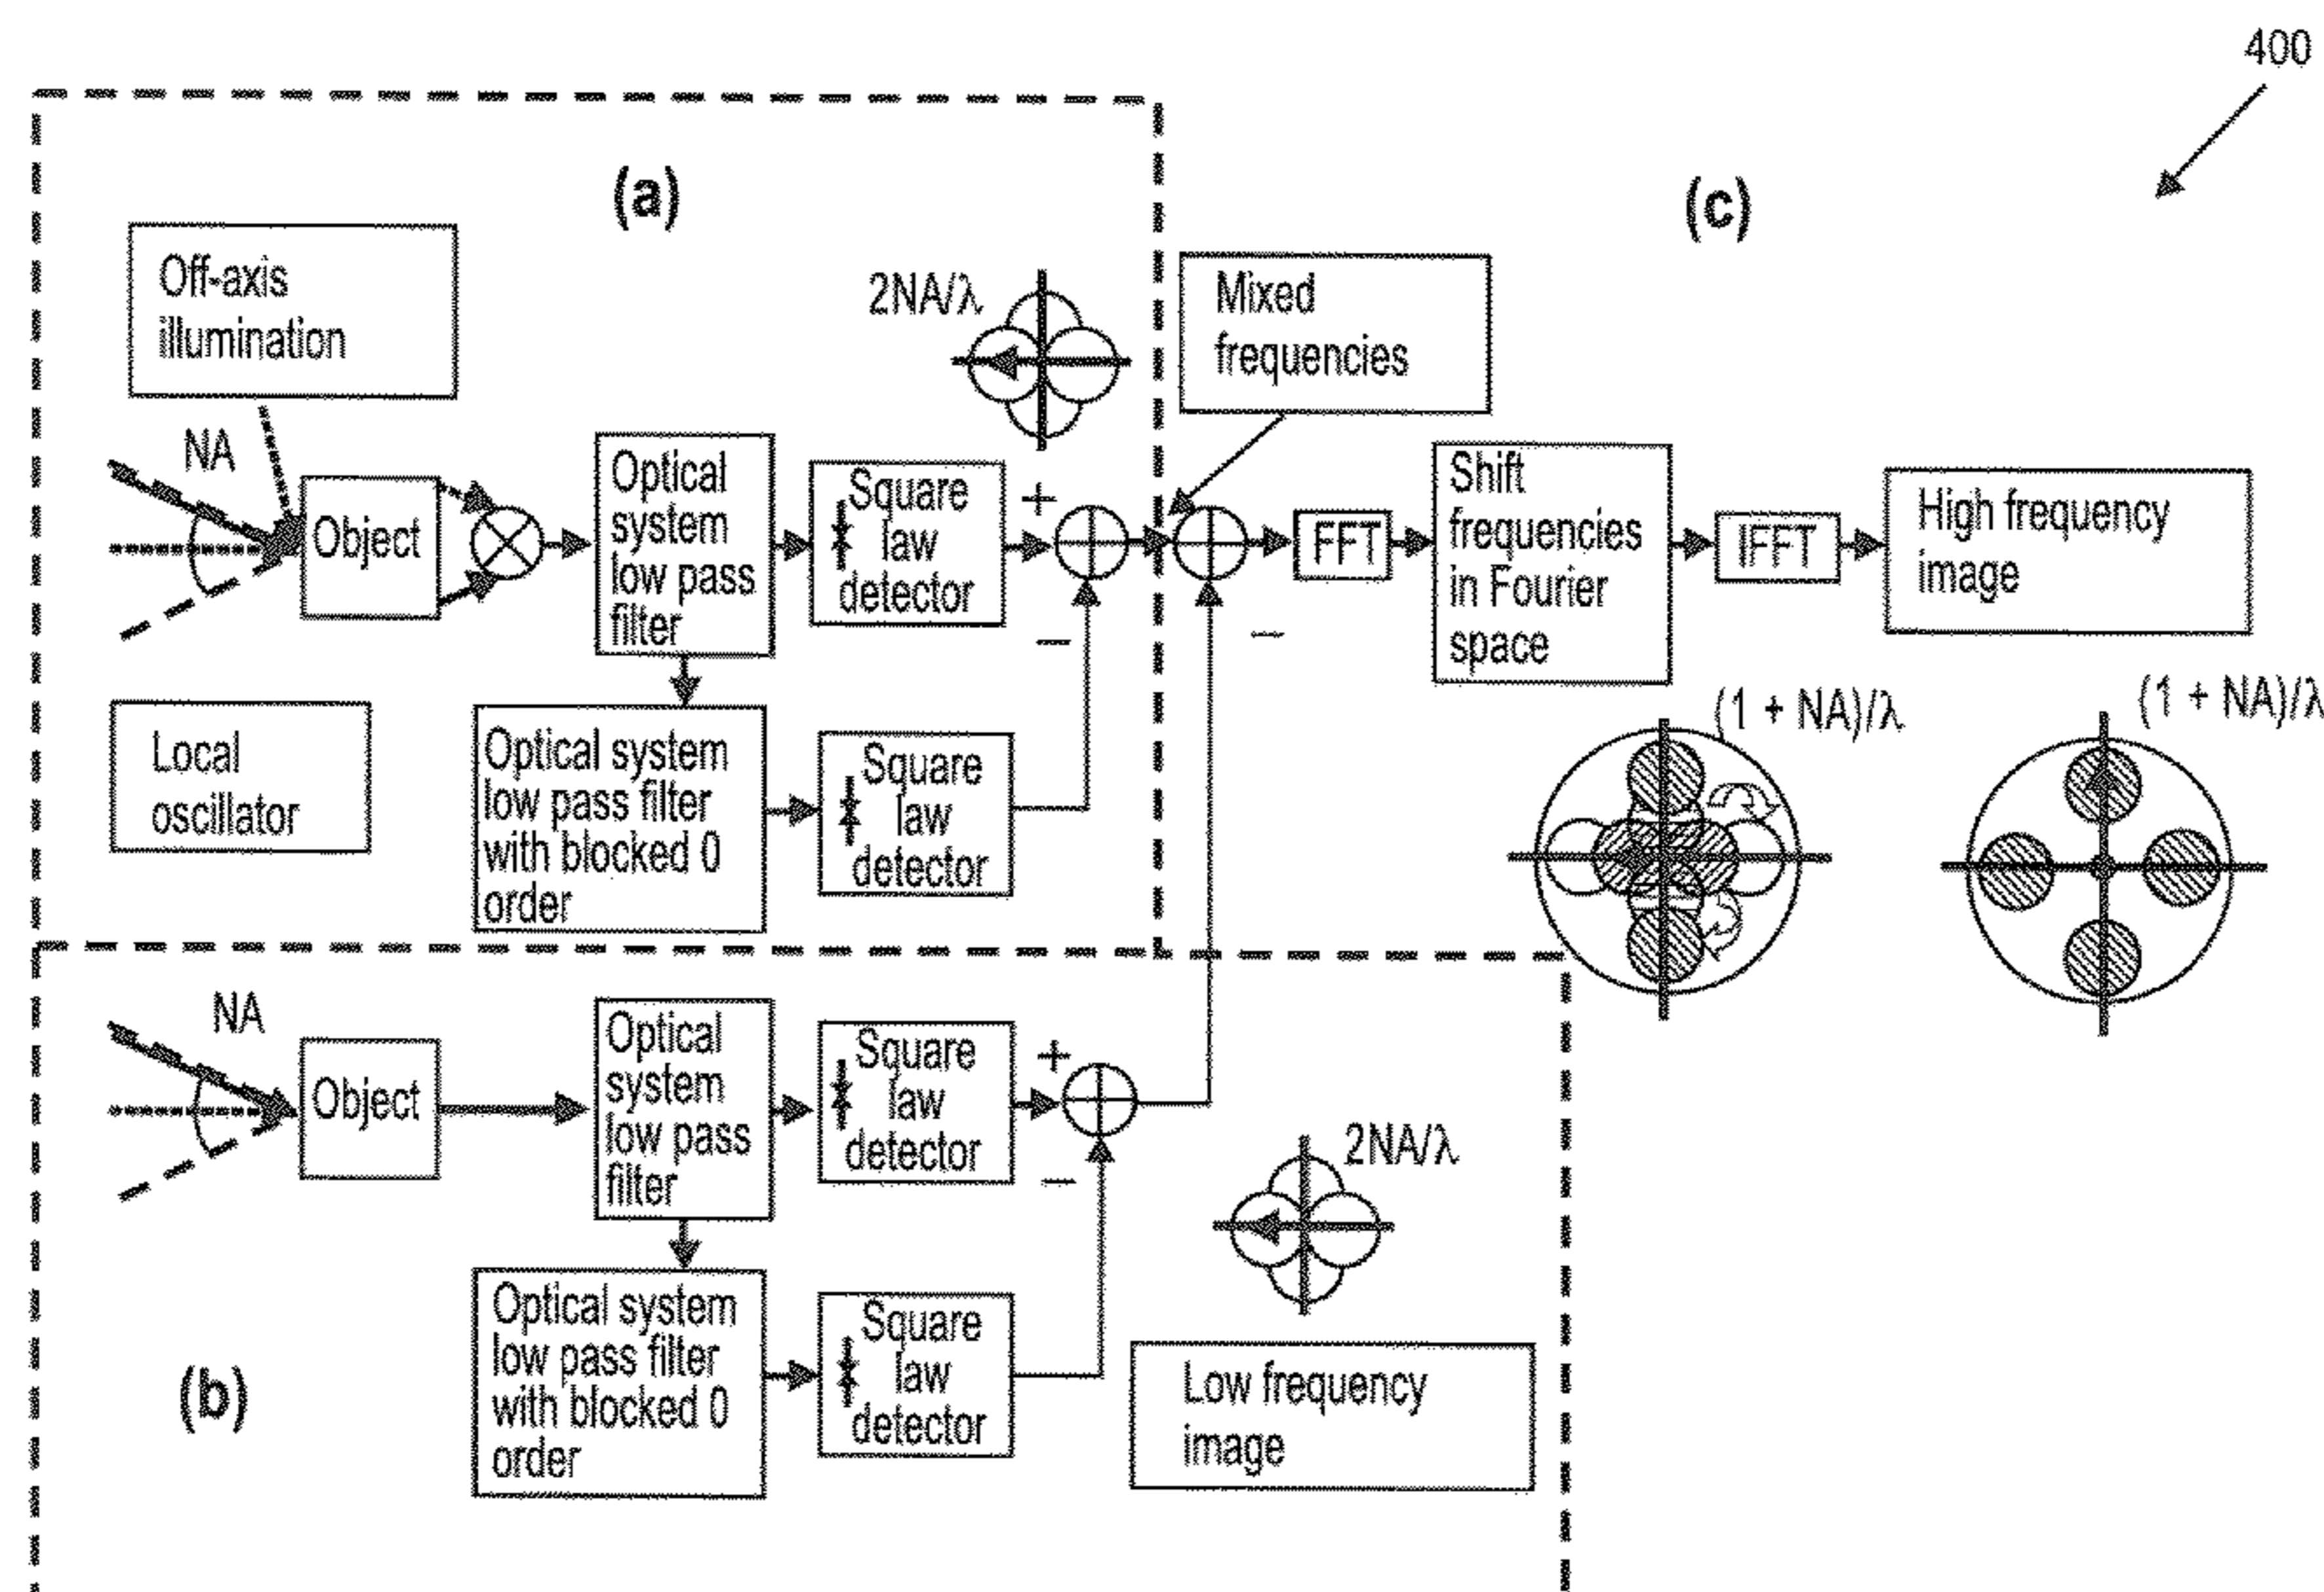 400
(a)
(c)
Off-axis
illumination
2NA/λ
Mixed
frequencies
NA
Object
Optical
system
low pass
filter
Square
law
detector
+
−
−
FFT
Shift
frequencies
in Fourier
space
IFFT
High frequency
image
Local
oscillator
Optical system
low pass filter
with blocked 0
order
Square
law
detector
(1 + NA)/λ
(1 + NA)/λ
NA
Object
Optical
system
low pass
filter
Square
law
detector
+
−
2NA/λ
(b)
Optical system
low pass filter
with blocked 0
order
Square
law
detector
Low frequency
image